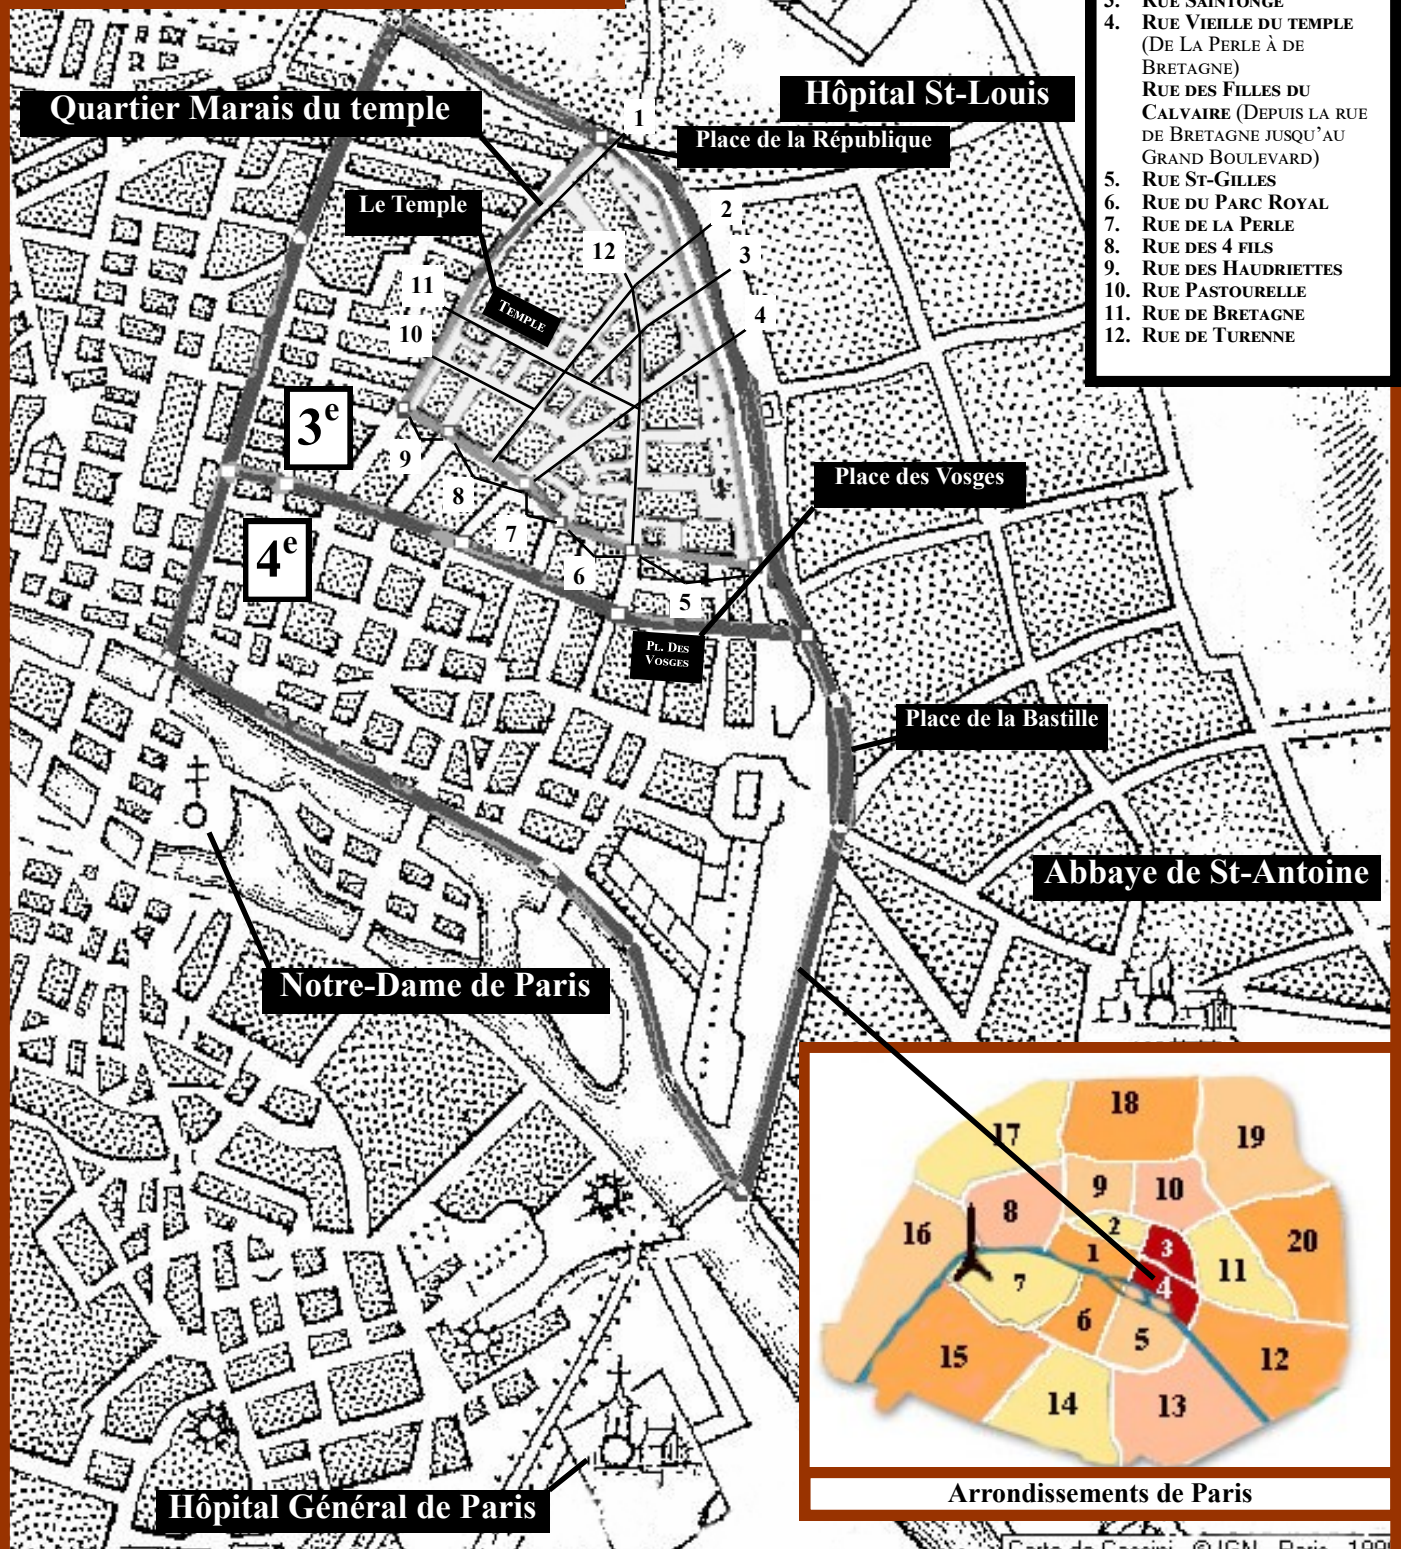 3. RUE SAINTONGE
4. RUE VIEILLE DU TEMPLE
(DE LA PERLE À DE
BRETAGNE)
RUE DES FILLES DU
CALVAIRE (DEPUIS LA RUE
DE BRETAGNE JUSQU'AU
GRAND BOULEVARD)
5. RUE ST-GILLES
6. RUE DU PARC ROYAL
7. RUE DE LA PERLE
8. RUE DES 4 FILS
9. RUE DES HAUDRIETTES
10. RUE PASTOURELLE
11. RUE DE BRETAGNE
12. RUE DE TURENNE
Hôpital St-Louis
Quartier Marais du temple
1
Place de la République
Le Temple
2
12
3
11
TEMPLE
4
10
3e
9
Place des Vosges
8
7
4e
6
5
PL. DES
VOSGES
Place de la Bastille
Abbaye de St-Antoine
Notre-Dame de Paris
18
17
19
9
10
8
16
2
20
3
1
11
7
4
6
5
15
12
14
13
Hôpital Général de Paris
Arrondissements de Paris
Carte de Cassini - © IGN - Paris - 199